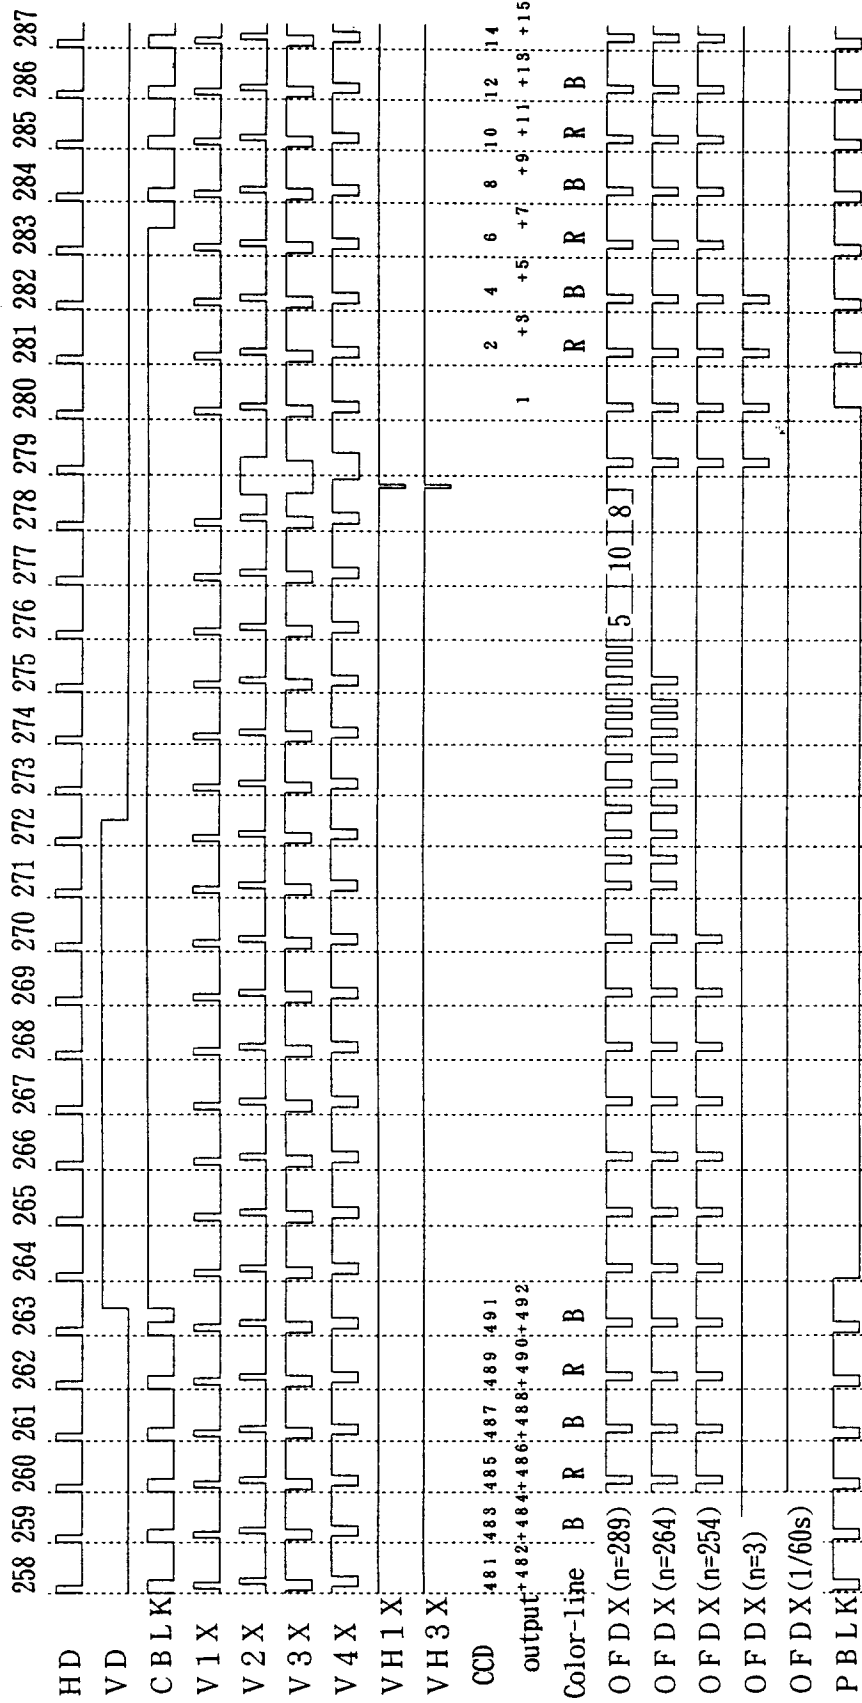 258 259 260 261 262 263 264 265 266 267 268 269 270 271 272 273 274 275 276 277 278 279 280 281 282 283 284 285 286 287
HD
VD
CBLK
V1X
V2X
V3X
V4X
VH1X
VH3X
CCD 481 483 485 487 489 491 2 4 6 8 10 12 14
output +482 +484 +486 +488 +490 +492 1 +3 +5 +7 +9 +11 +13 +15
Color-line B R B R B R B R B R B
OFDX(n=289) 5 10 8
OFDX(n=264)
OFDX(n=254)
OFDX(n=3)
OFDX(1/60s)
PBLK